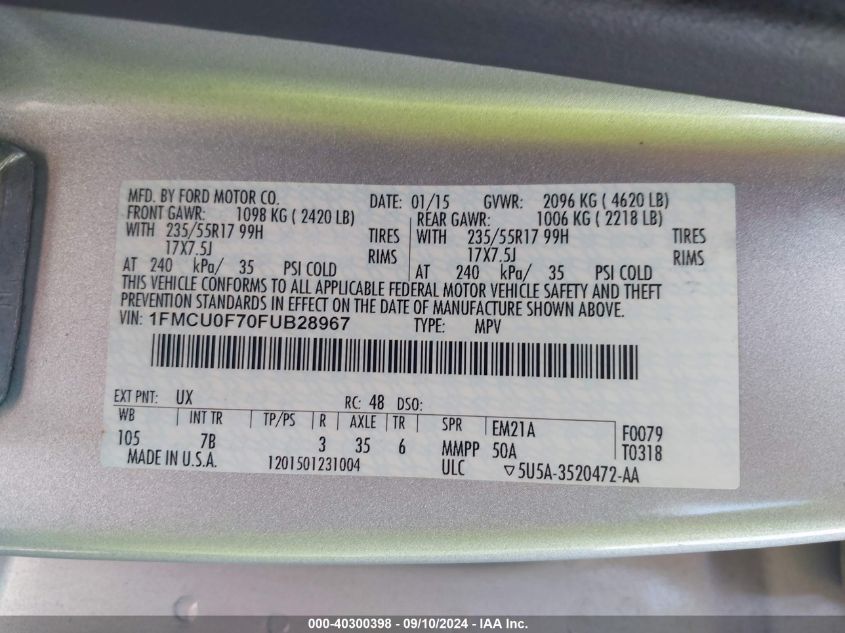 MFD. BY FORD MOTOR CO. DATE: 01/15 GVWR: 2096 KG ( 4620 LB)
FRONT GAWR: 1098 KG ( 2420 LB) REAR GAWR: 1006 KG ( 2218 LB)
WITH 235/55R17 99H TIRES WITH 235/55R17 99H TIRES
17X7.5J RIMS 17X7.5J RIMS
AT 240 kPa/ 35 PSI COLD AT 240 kPa/ 35 PSI COLD
THIS VEHICLE CONFORMS TO ALL APPLICABLE FEDERAL MOTOR VEHICLE SAFETY AND THEFT
PREVENTION STANDARDS IN EFFECT ON THE DATE OF MANUFACTURE SHOWN ABOVE.
VIN: 1FMCU0F70FUB28967 TYPE: MPV
EXT PNT: UX RC: 48 DSO:
WB INT TR TP/PS R AXLE TR SPR EM21A F0079
105 7B 3 35 6 MMPP 50A T0318
MADE IN U.S.A. 1201501231004 ULC ▽5U5A-3520472-AA
000-40300398 - 09/10/2024 - IAA Inc.